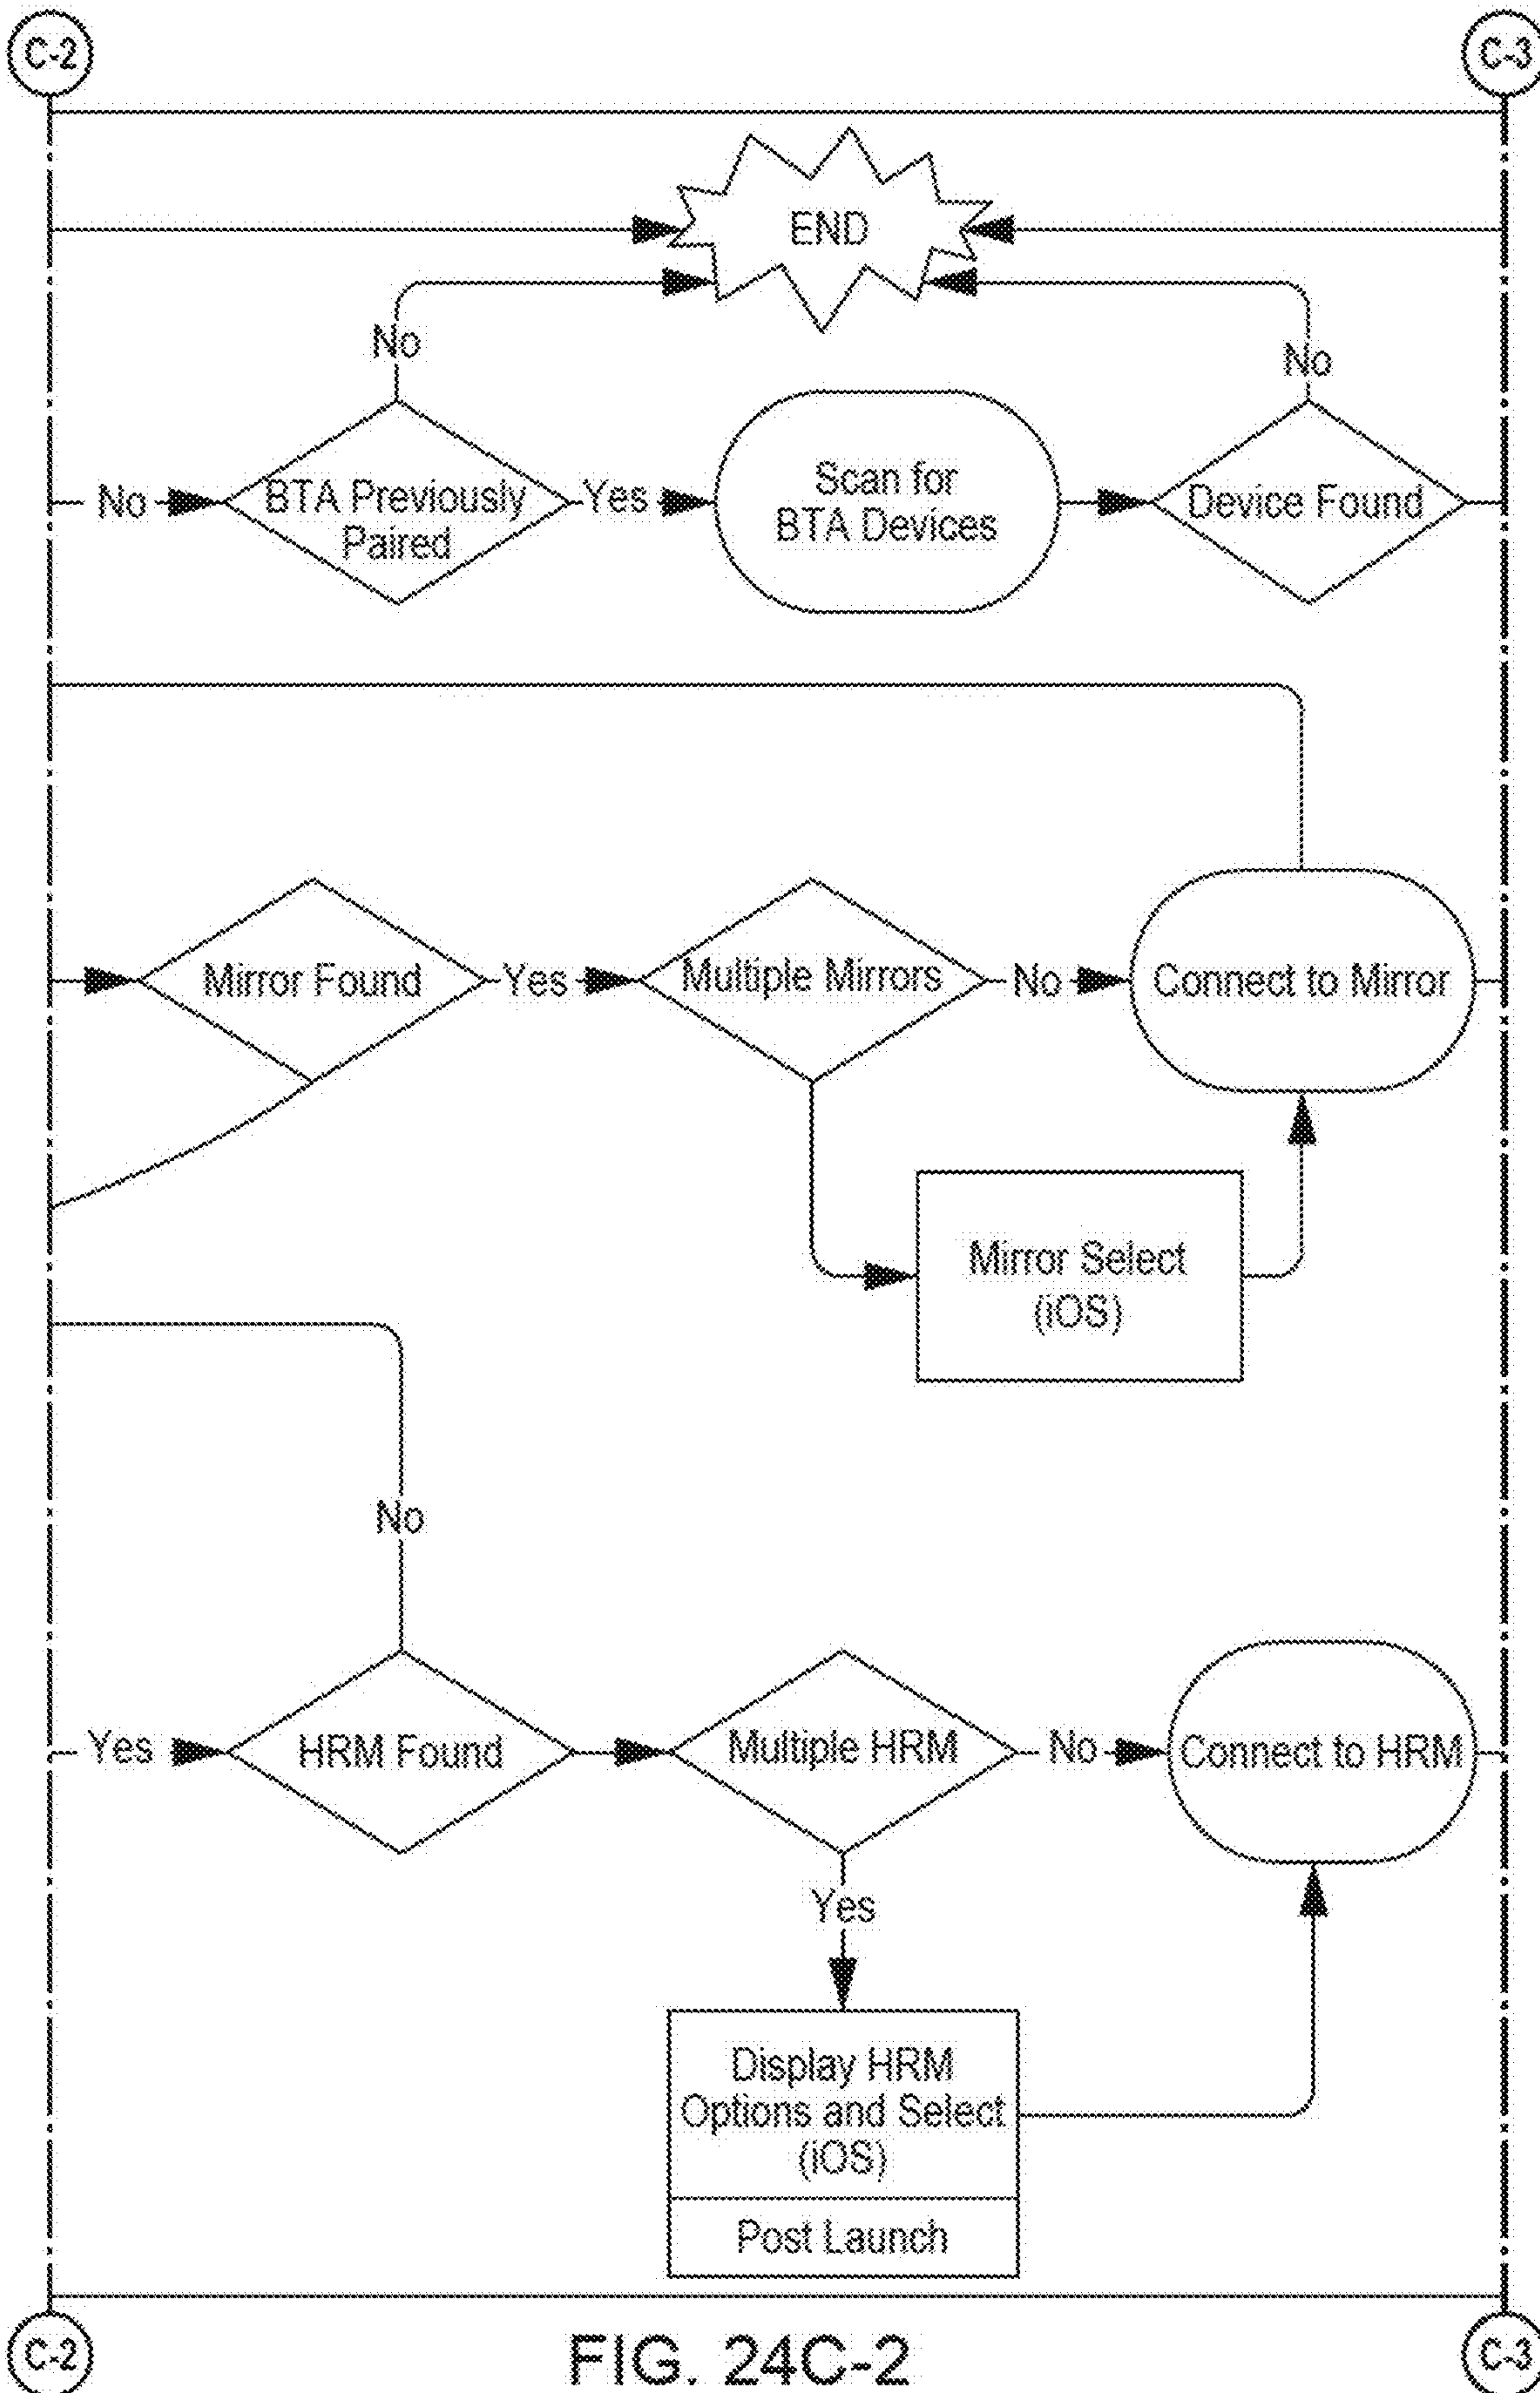 C-2
C-3
END
No
No
No
BTA Previously
Paired
Yes
Scan for
BTA Devices
Device Found
Mirror Found
Yes
Multiple Mirrors
No
Connect to Mirror
Mirror Select
(iOS)
No
Yes
HRM Found
Multiple HRM
No
Connect to HRM
Yes
Display HRM
Options and Select
(iOS)
Post Launch
C-2
FIG. 24C-2
C-3